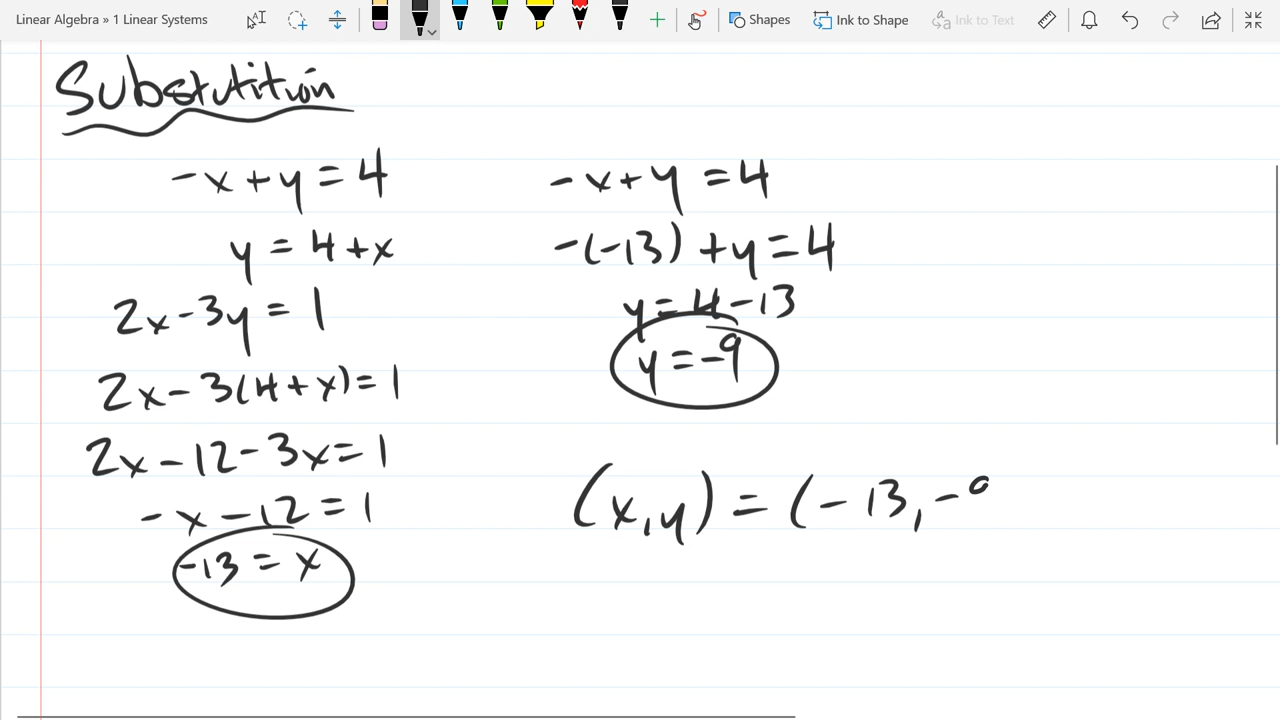 Linear Algebra » 1 Linear Systems
Shapes
Ink to Shape
Ink to Text
Substutition
-x+y=4
y=4+x
2x-3y=1
2x-3(4+x)=1
2x-12-3x=1
-x-12=1
-13=x
-x+y=4
-(-13)+y=4
y=4-13
y=-9
(x,y)=(-13,-